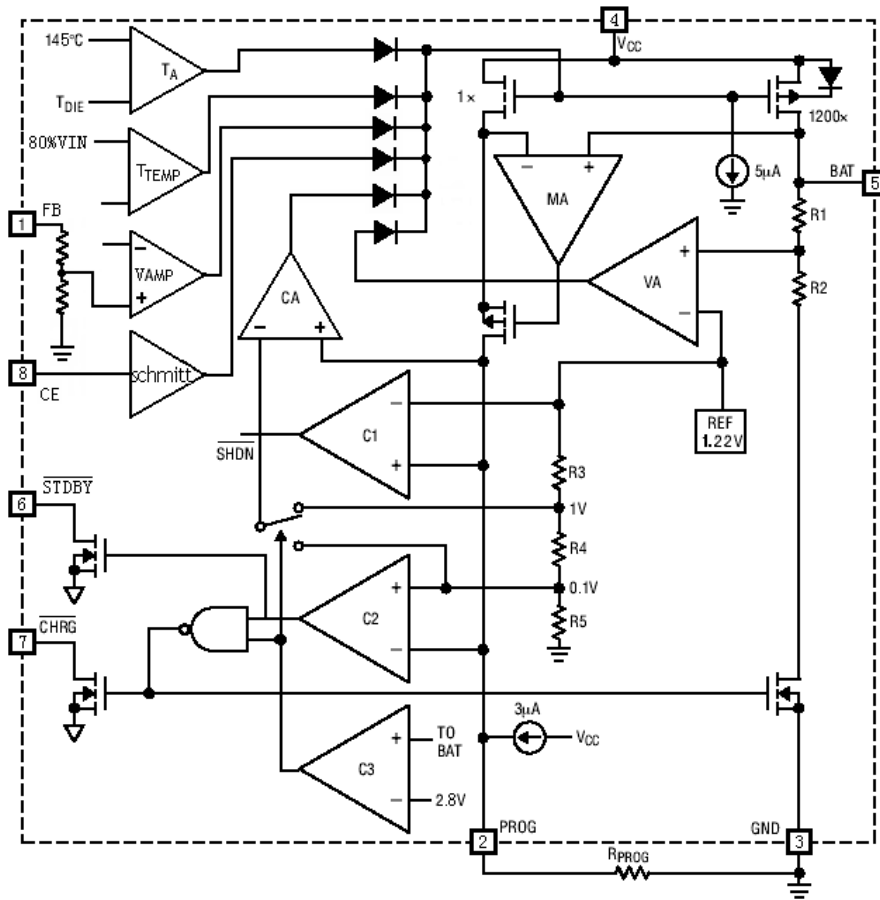 4
VCC
145°C
TA
TDIE
1×
1200×
80%VIN
TTEMP
− +
MA
5μA
BAT
5
1
FB
R1
−
VAMP
+
+
VA
−
R2
CA
− +
8
CE
schmitt
−
C1
+
SHDN
REF
1.22V
R3
STDBY
6
1V
R4
+
C2
−
0.1V
R5
CHRG
7
3μA
VCC
+
C3
−
TO
BAT
2.8V
2
PROG
GND
3
RPROG